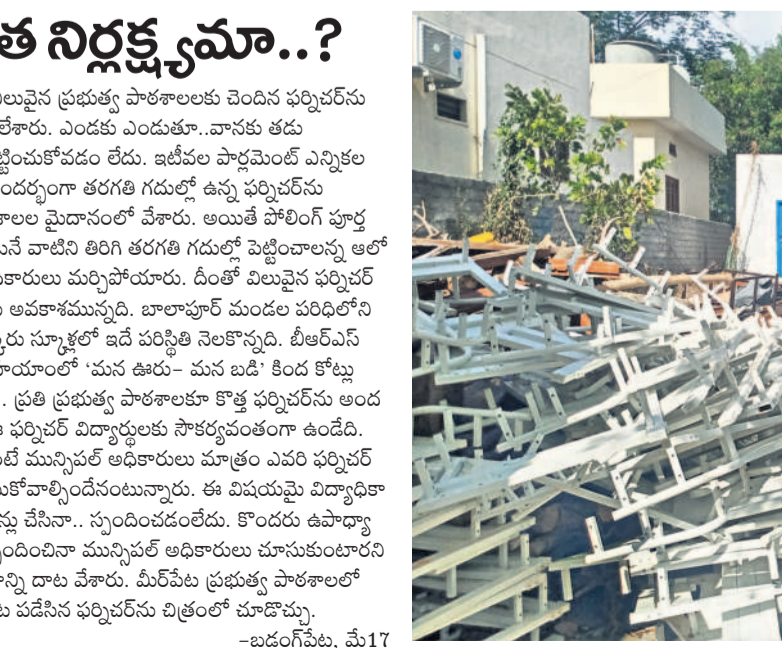 త నిర్లక్ష్యమా..?
విలువైన ప్రభుత్వ పాఠశాలలకు చెందిన ఫర్నిచర్‌ను
లేశారు. ఎండకు ఎండుతూ..వానకు తడు
ట్టించుకోవడం లేదు. ఇటీవల పార్లమెంట్ ఎన్నికల
ందర్భంగా తరగతి గదుల్లో ఉన్న ఫర్నిచర్‌ను
శాలల మైదానంలో వేశారు. అయితే పోలింగ్ పూర్త
నే వాటిని తిరిగి తరగతి గదుల్లో పెట్టించాలన్న ఆలో
కారులు మర్చిపోయారు. దీంతో విలువైన ఫర్నిచర్
అవకాశమున్నది. బాలాపూర్ మండల పరిధిలోని
రు స్కూళ్లలో ఇదే పరిస్థితి నెలకొన్నది. బీఆర్ఎస్
యాంలో ‘మన ఊరు- మన బడి’ కింద కోట్లు
. ప్రతి ప్రభుత్వ పాఠశాలకూ కొత్త ఫర్నిచర్‌ను అంద
ఫర్నిచర్ విద్యార్థులకు సౌకర్యవంతంగా ఉండేది.
టే మున్సిపల్ అధికారులు మాత్రం ఎవరి ఫర్నిచర్
కోవాల్సిందేనంటున్నారు. ఈ విషయమై విద్యాధికా
న్లు చేసినా.. స్పందించడంలేదు. కొందరు ఉపాధ్యా
ందించినా మున్సిపల్ అధికారులు చూసుకుంటారని
ాన్ని దాట వేశారు. మీర్‌పేట ప్రభుత్వ పాఠశాలలో
ట పడేసిన ఫర్నిచర్‌ను చిత్రంలో చూడొచ్చు.
-బడంగ్‌పేట, మే17